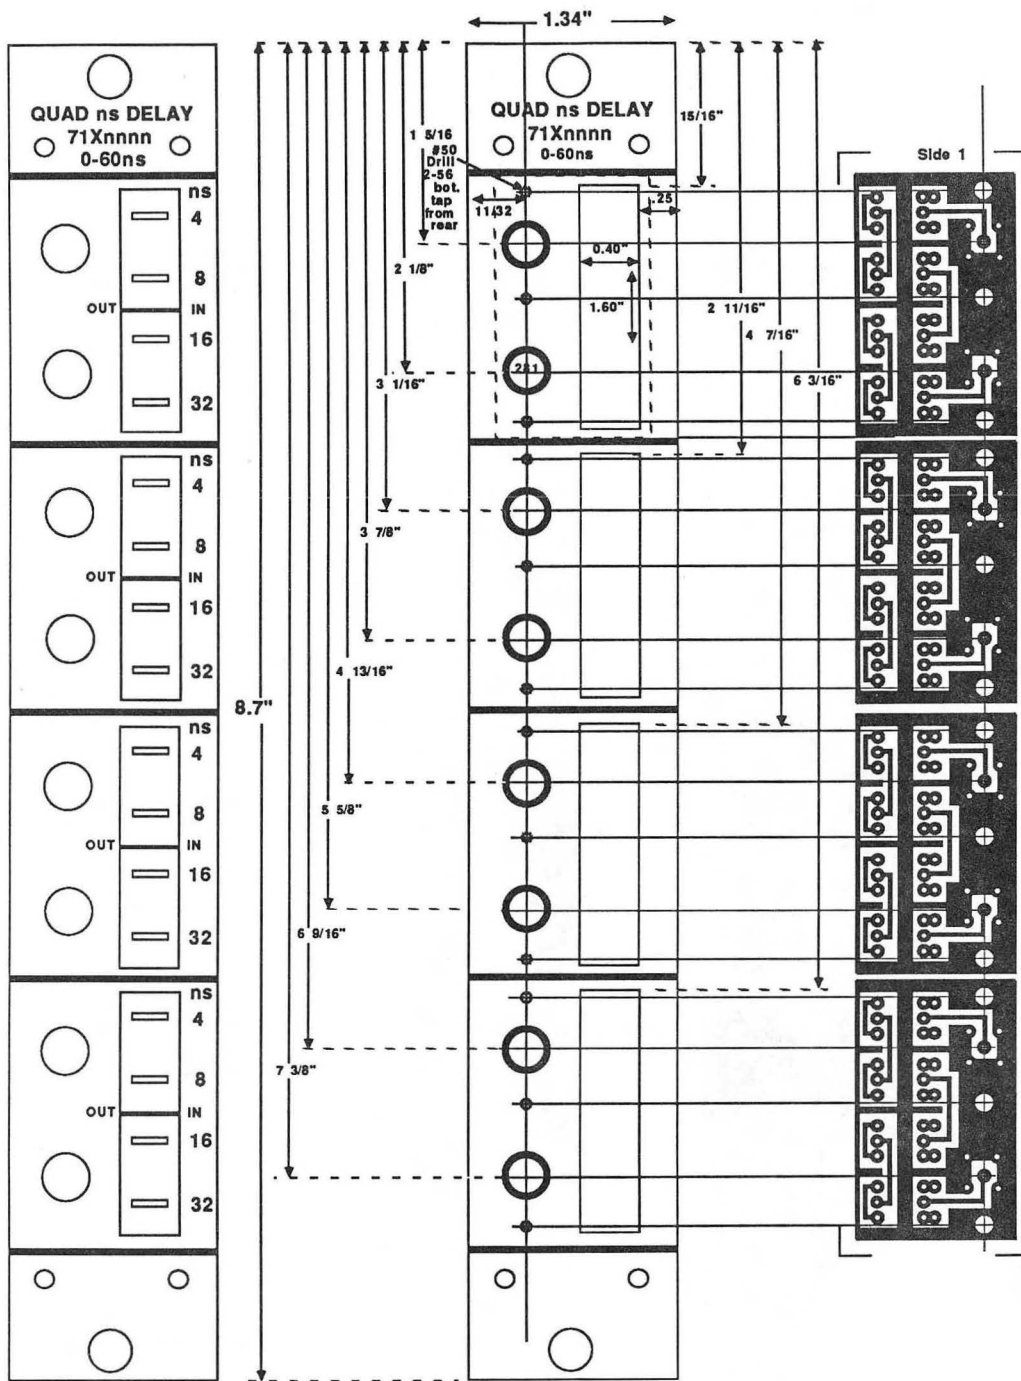 QUAD ns DELAY
71Xnnnn
0-60ns
ns
4
8
OUT IN
16
32
ns
4
8
OUT IN
16
32
ns
4
8
OUT IN
16
32
ns
4
8
OUT IN
16
32
8.7"
1.34"
QUAD ns DELAY
71Xnnnn
0-60ns
1 5/16
#50
Drill
2-56
bot.
tap
from
rear
11/32
15/16"
.25
0.40"
1.60"
.281
2 1/8"
3 1/16"
3 7/8"
4 13/16"
5 5/8"
6 9/16"
7 3/8"
2 11/16"
4 7/16"
6 3/16"
Side 1